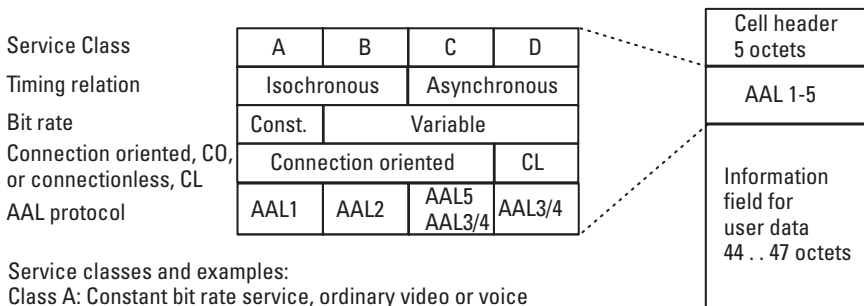 Service Class A B C D
Timing relation Isochronous Asynchronous
Bit rate Const. Variable
Connection oriented, CO,
or connectionless, CL Connection oriented CL
AAL protocol AAL1 AAL2 AAL5
AAL3/4 AAL3/4
Cell header
5 octets
AAL 1-5
Information
field for
user data
44 . . 47 octets
Service classes and examples:
Class A: Constant bit rate service, ordinary video or voice